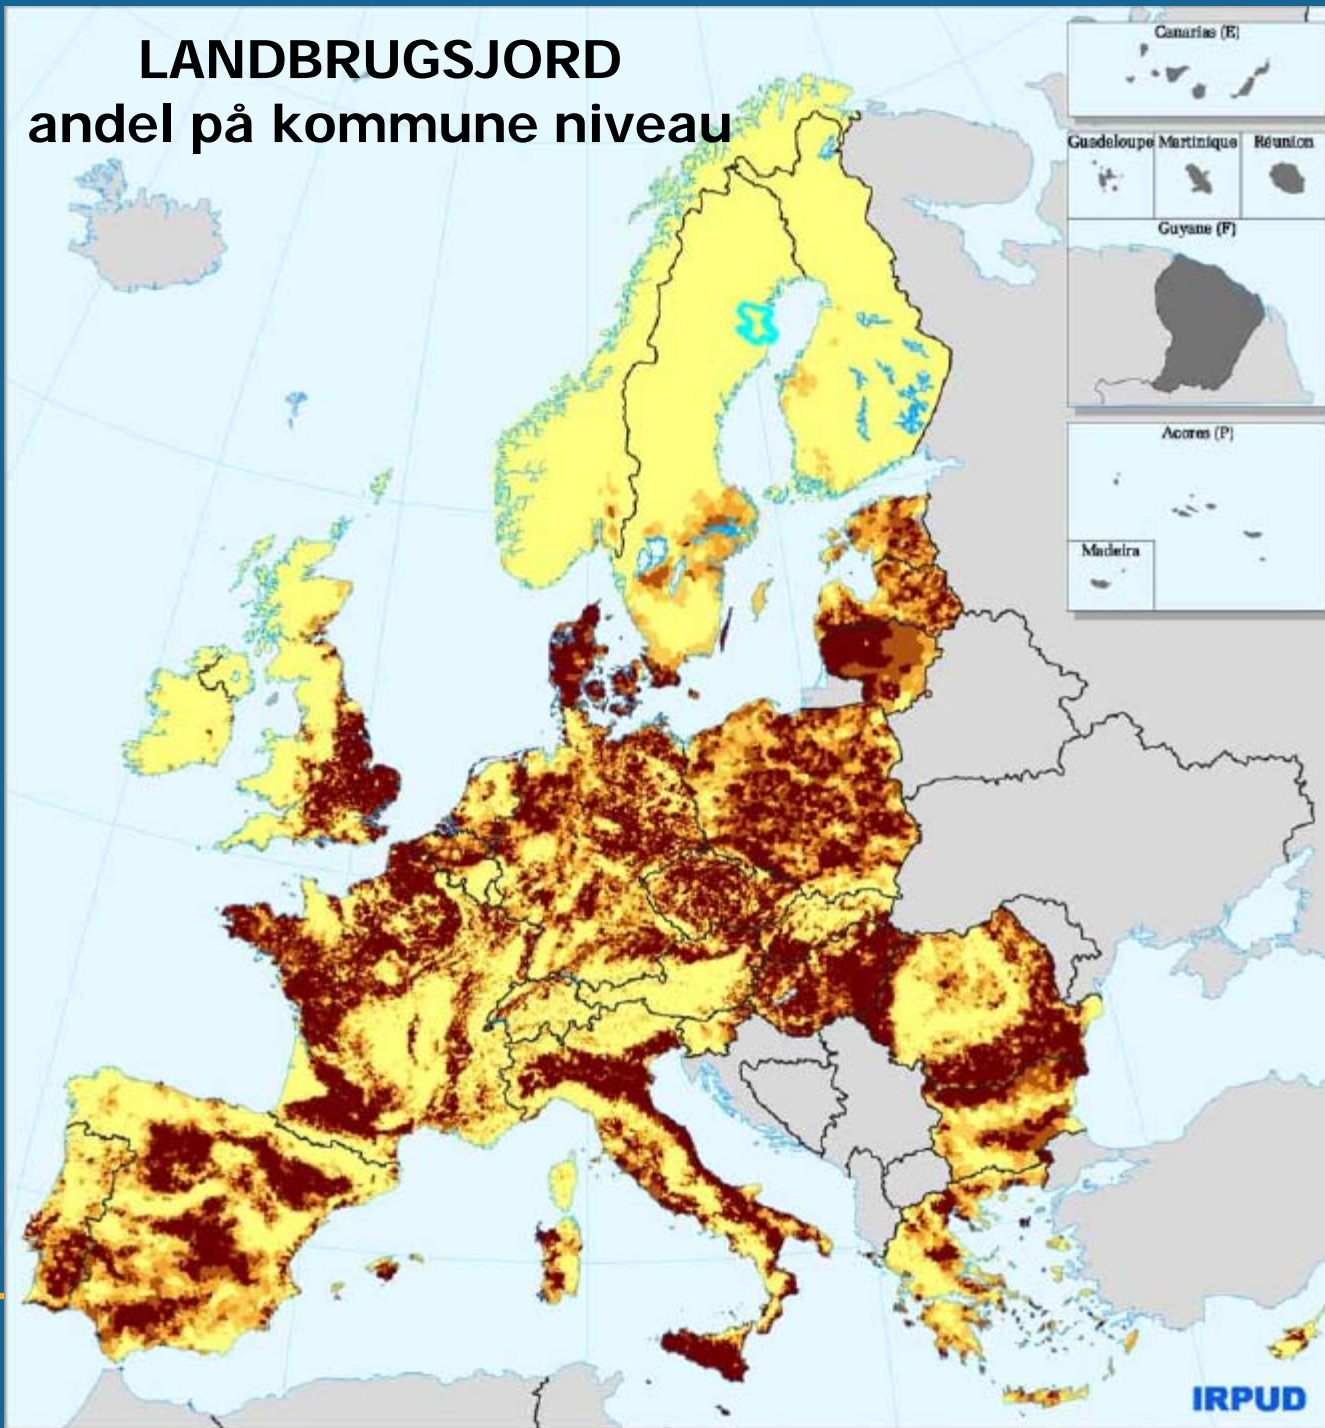 LANDBRUGSJORD
andel på kommune niveau
Canarias (E)
Guadeloupe Martinique Réunion
Guyane (F)
Acores (P)
Madeira
IRPUD